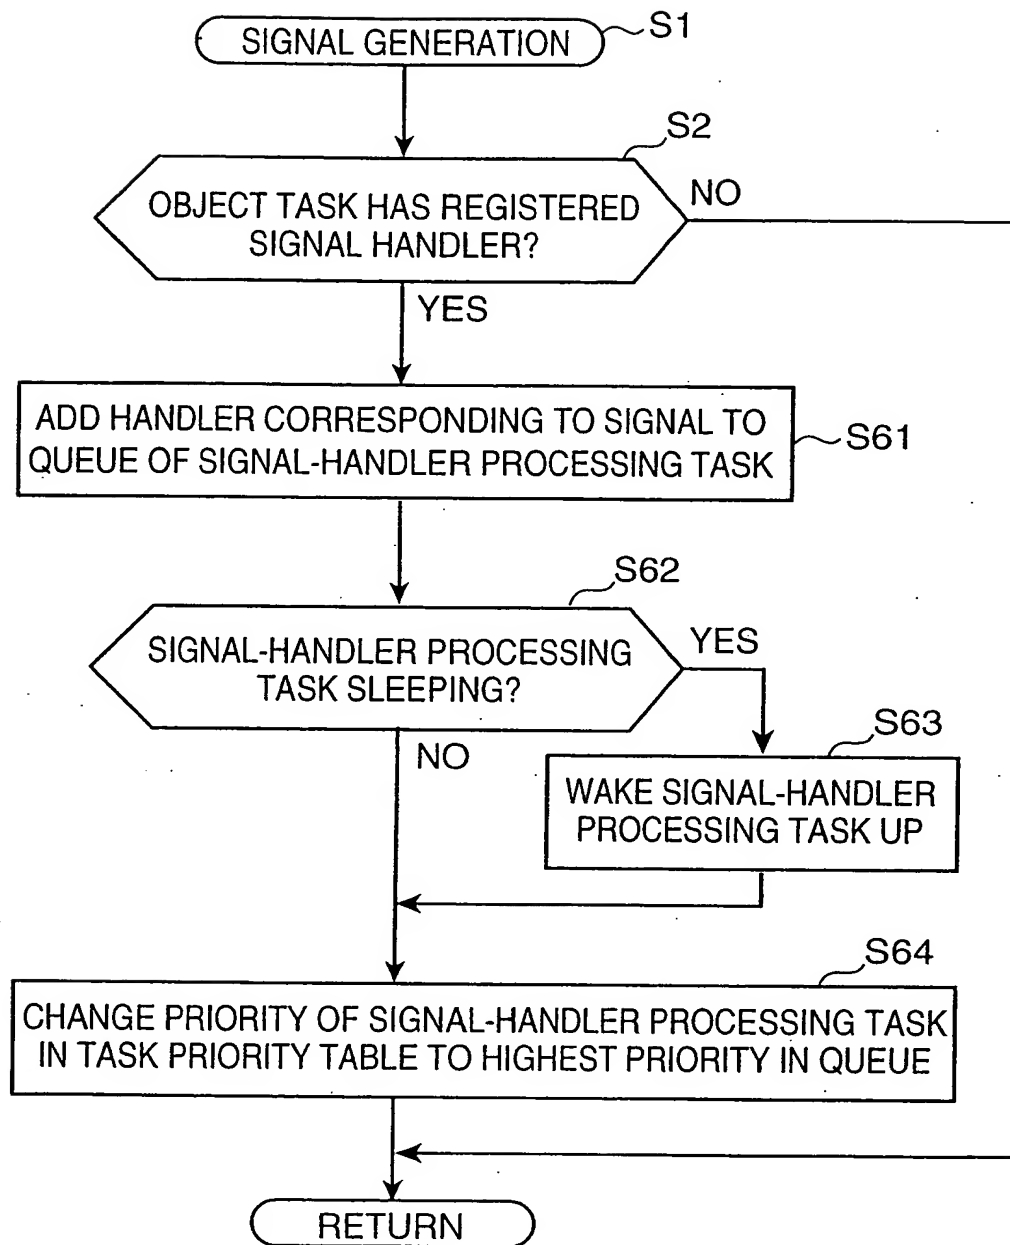 SIGNAL GENERATION
S1
S2
OBJECT TASK HAS REGISTERED
SIGNAL HANDLER?
NO
YES
ADD HANDLER CORRESPONDING TO SIGNAL TO
QUEUE OF SIGNAL-HANDLER PROCESSING TASK
S61
S62
SIGNAL-HANDLER PROCESSING
TASK SLEEPING?
YES
NO
S63
WAKE SIGNAL-HANDLER
PROCESSING TASK UP
S64
CHANGE PRIORITY OF SIGNAL-HANDLER PROCESSING TASK
IN TASK PRIORITY TABLE TO HIGHEST PRIORITY IN QUEUE
RETURN